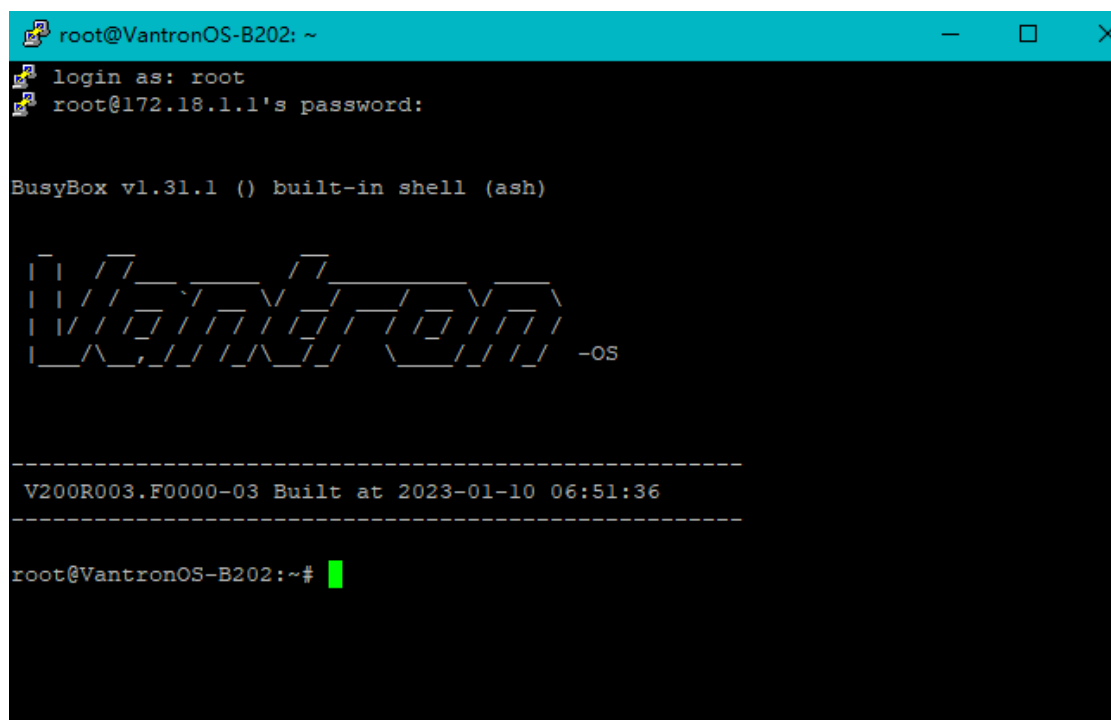 root@VantronOS-B202: ~
login as: root
root@172.18.1.1's password:
BusyBox v1.31.1 () built-in shell (ash)
Vantron -OS
-----------------------------------------------------
V200R003.F0000-03 Built at 2023-01-10 06:51:36
-----------------------------------------------------
root@VantronOS-B202:~#